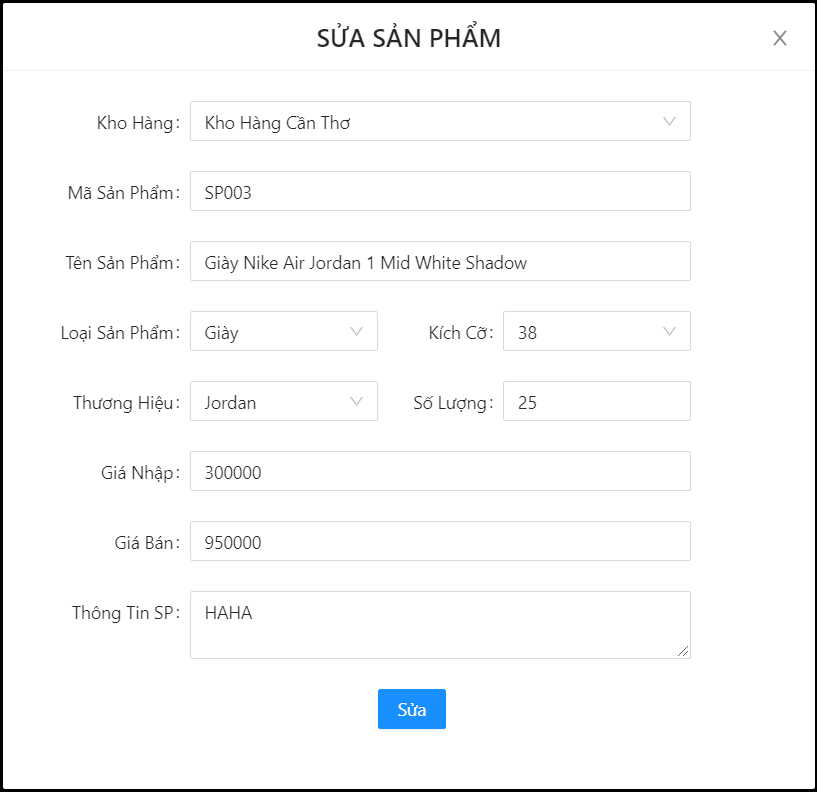 SỬA SẢN PHẨM
Kho Hàng: Kho Hàng Cần Thơ
Mã Sản Phẩm: SP003
Tên Sản Phẩm: Giày Nike Air Jordan 1 Mid White Shadow
Loại Sản Phẩm: Giày Kích Cỡ: 38
Thương Hiệu: Jordan Số Lượng: 25
Giá Nhập: 300000
Giá Bán: 950000
Thông Tin SP: HAHA
Sửa